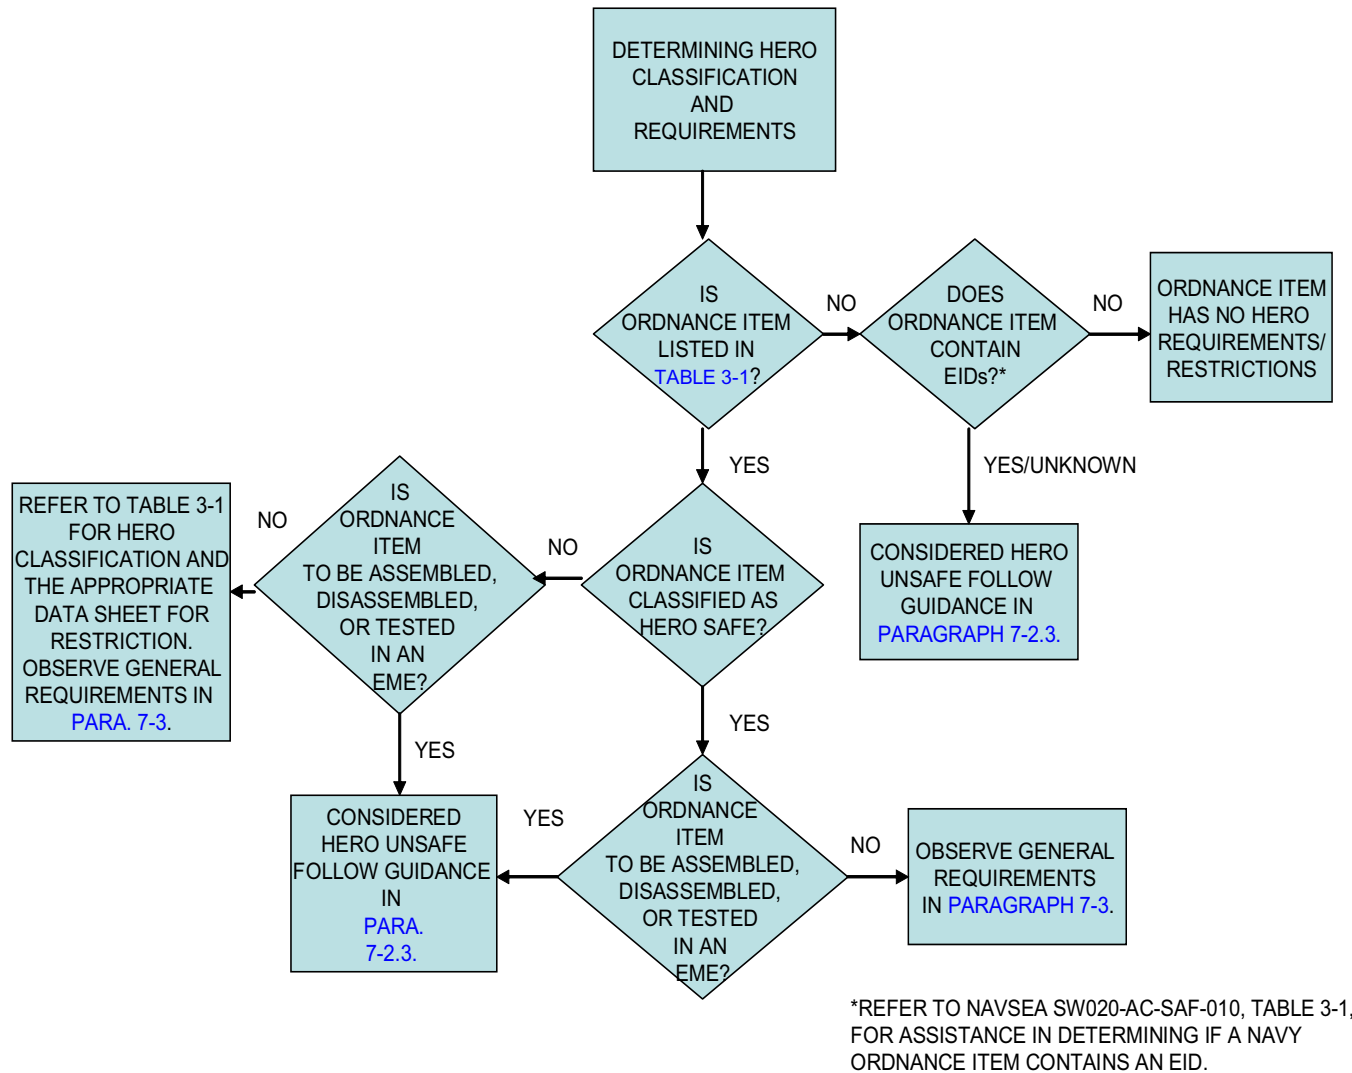 DETERMINING HERO
CLASSIFICATION
AND
REQUIREMENTS
IS
ORDNANCE ITEM
LISTED IN
TABLE 3-1?
NO
DOES
ORDNANCE ITEM
CONTAIN
EIDs?*
NO
ORDNANCE ITEM
HAS NO HERO
REQUIREMENTS/
RESTRICTIONS
YES
YES/UNKNOWN
REFER TO TABLE 3-1
FOR HERO
CLASSIFICATION AND
THE APPROPRIATE
DATA SHEET FOR
RESTRICTION.
OBSERVE GENERAL
REQUIREMENTS IN
PARA. 7-3.
NO
IS
ORDNANCE
ITEM
TO BE ASSEMBLED,
DISASSEMBLED,
OR TESTED
IN AN
EME?
NO
IS
ORDNANCE ITEM
CLASSIFIED AS
HERO SAFE?
CONSIDERED HERO
UNSAFE FOLLOW
GUIDANCE IN
PARAGRAPH 7-2.3.
YES
YES
CONSIDERED
HERO UNSAFE
FOLLOW GUIDANCE
IN
PARA.
7-2.3.
YES
IS
ORDNANCE
ITEM
TO BE ASSEMBLED,
DISASSEMBLED,
OR TESTED
IN AN
EME?
NO
OBSERVE GENERAL
REQUIREMENTS
IN PARAGRAPH 7-3.
*REFER TO NAVSEA SW020-AC-SAF-010, TABLE 3-1,
FOR ASSISTANCE IN DETERMINING IF A NAVY
ORDNANCE ITEM CONTAINS AN EID.